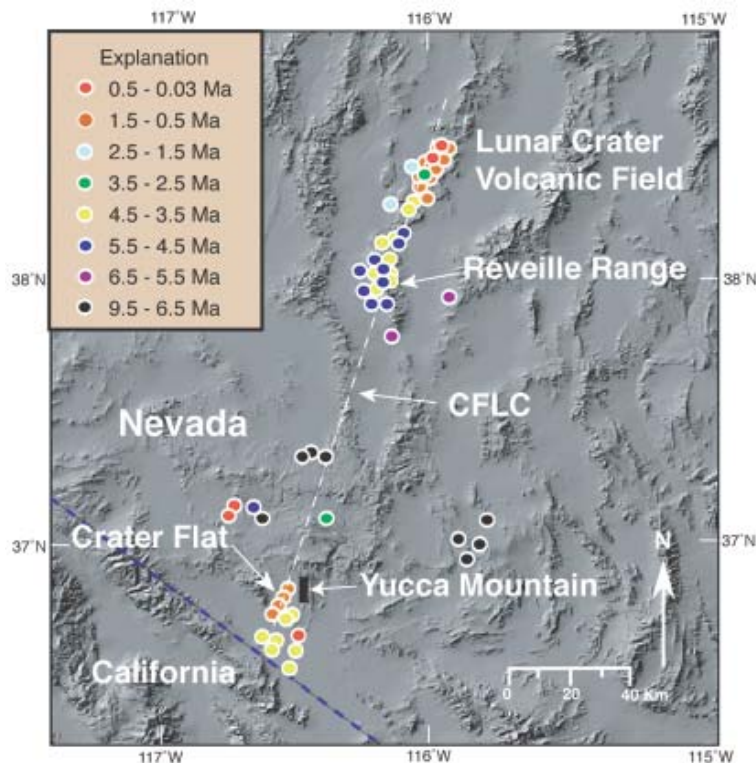 117°W
116°W
115°W
Explanation
0.5 - 0.03 Ma
1.5 - 0.5 Ma
2.5 - 1.5 Ma
3.5 - 2.5 Ma
4.5 - 3.5 Ma
5.5 - 4.5 Ma
6.5 - 5.5 Ma
9.5 - 6.5 Ma
Lunar Crater
Volcanic Field
38°N
38°N
Reveille Range
CFLC
Nevada
37°N
37°N
Crater Flat
Yucca Mountain
N
California
0 20 40 Km
117°W
116°W
115°W